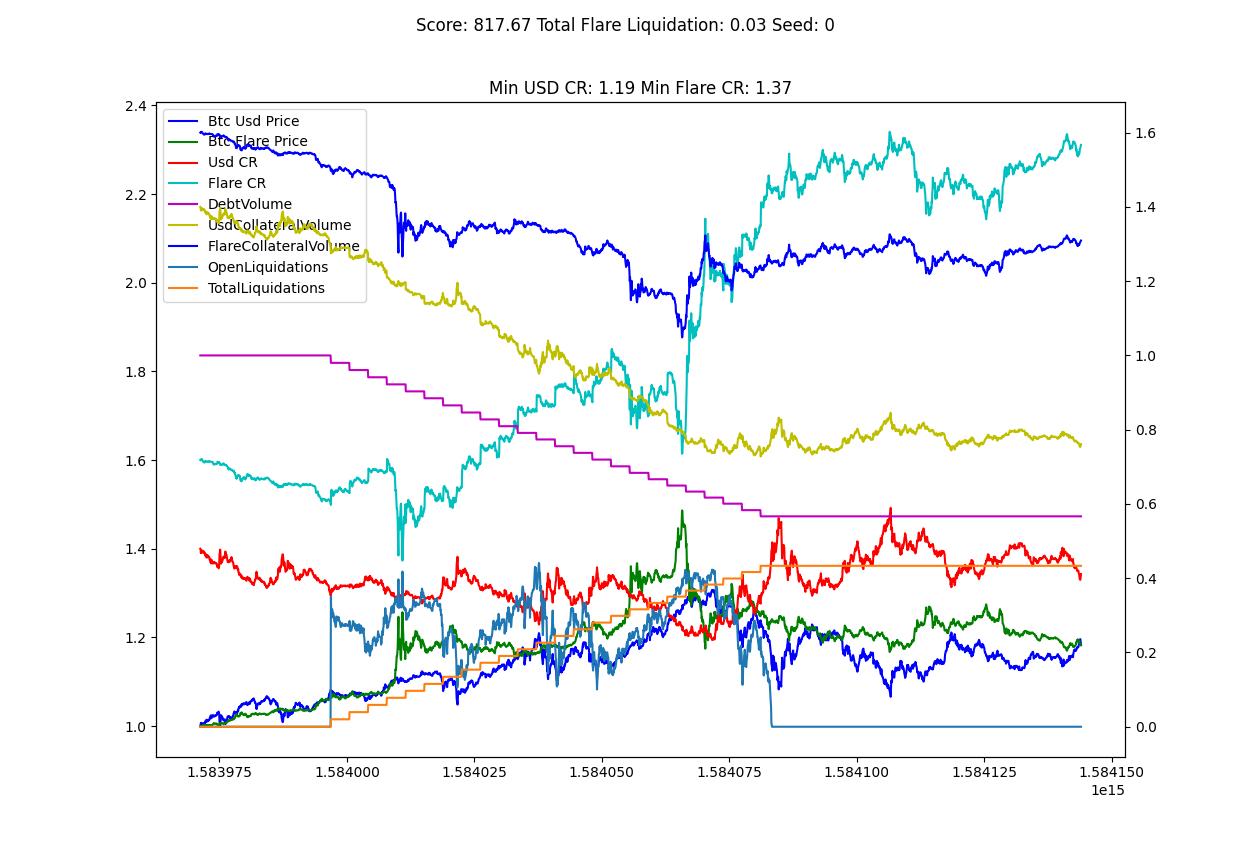 Score: 817.67 Total Flare Liquidation: 0.03 Seed: 0
Min USD CR: 1.19 Min Flare CR: 1.37
2.4
2.2
2.0
1.8
1.6
1.4
1.2
1.0
Btc Usd Price
Btc Flare Price
Usd CR
Flare CR
DebtVolume
UsdCollateralVolume
FlareCollateralVolume
OpenLiquidations
TotalLiquidations
1.6
1.4
1.2
1.0
0.8
0.6
0.4
0.2
0.0
1.583975 1.584000 1.584025 1.584050 1.584075 1.584100 1.584125 1.584150
1e15